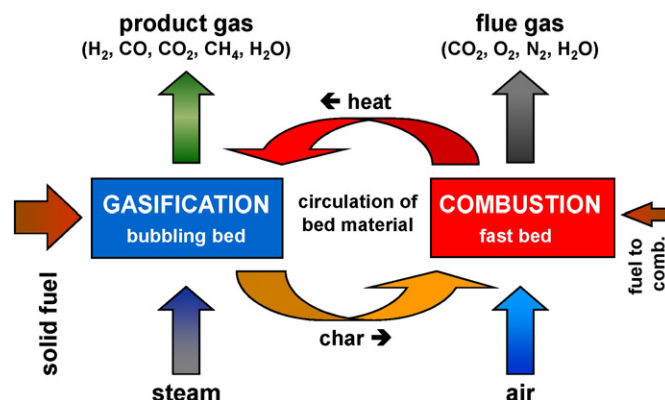 product gas
(H₂, CO, CO₂, CH₄, H₂O)
flue gas
(CO₂, O₂, N₂, H₂O)
← heat
GASIFICATION
bubbling bed
circulation of
bed material
COMBUSTION
fast bed
solid fuel
fuel to
comb.
char →
steam
air